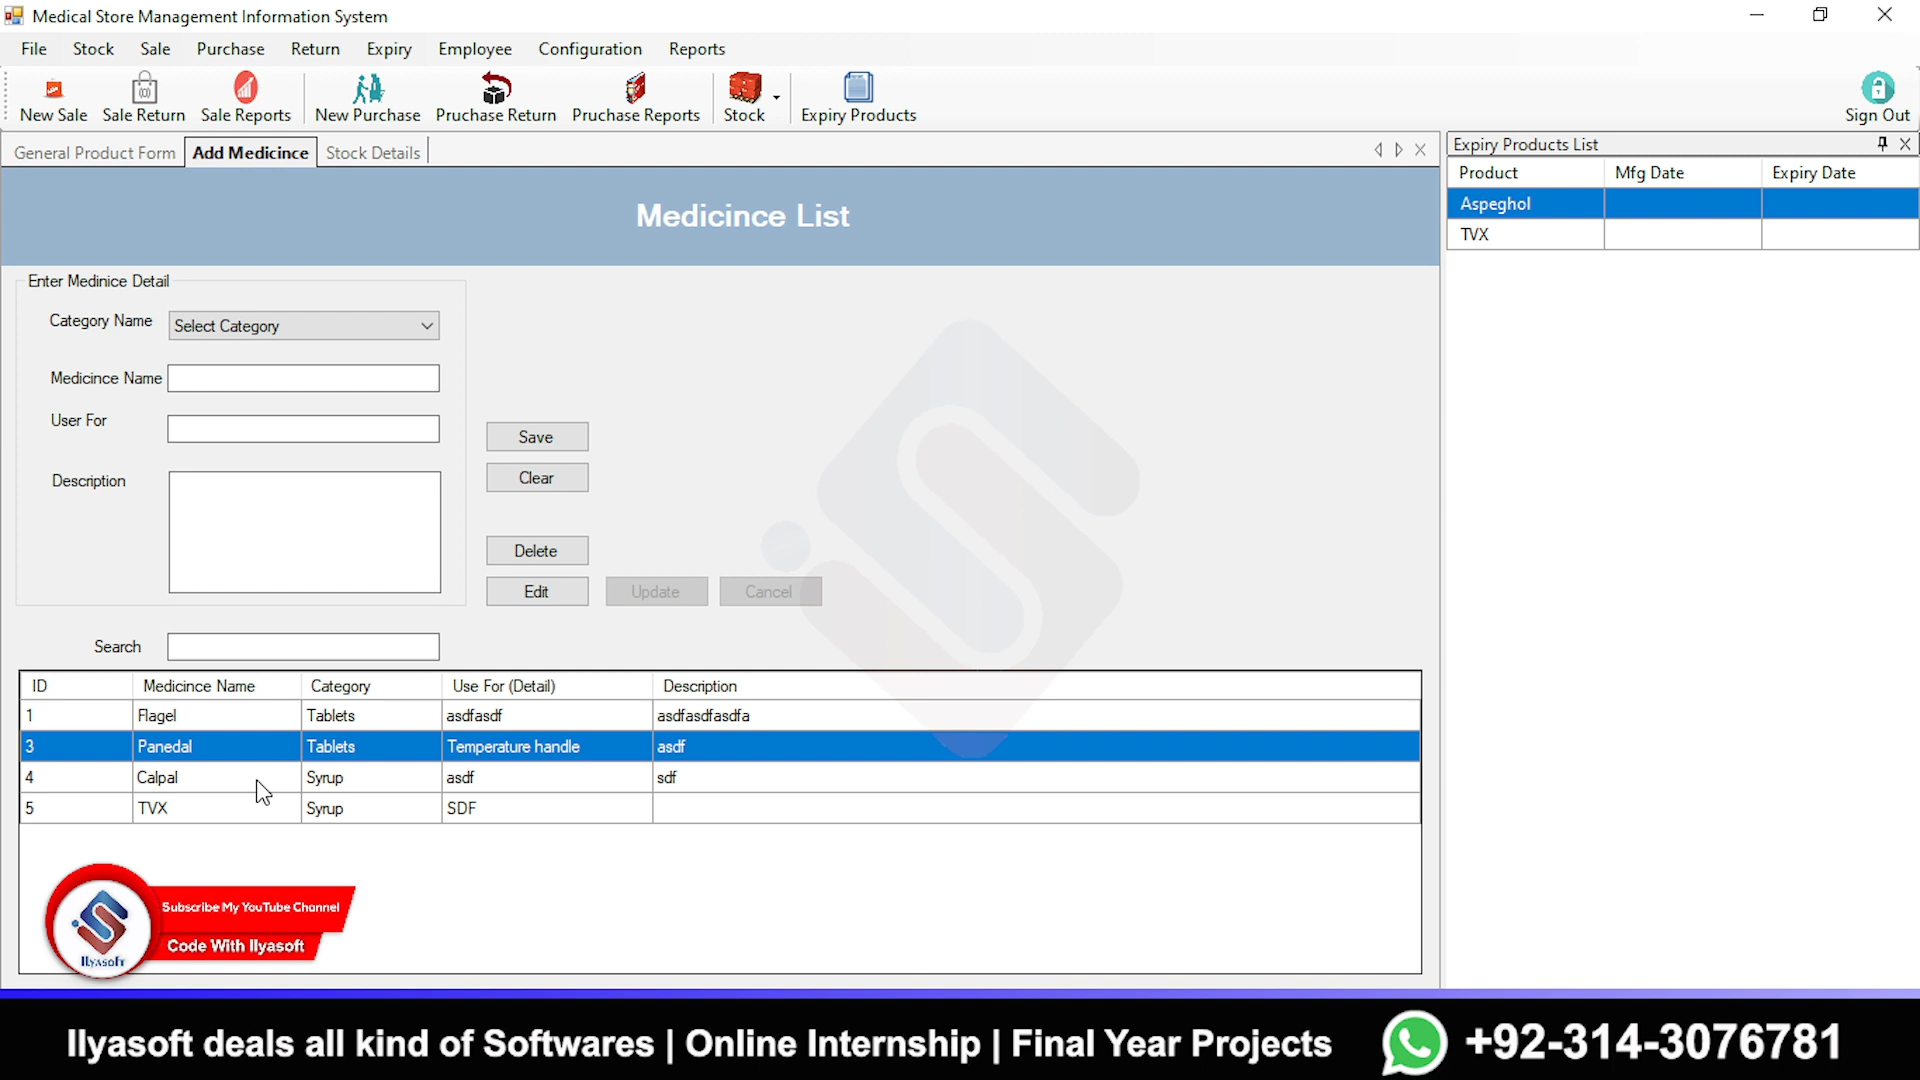 Medical Store Management Information System
File Stock Sale Purchase Return Expiry Employee Configuration Reports
New Sale Sale Return Sale Reports New Purchase Pruchase Return Pruchase Reports Stock Expiry Products Sign Out
General Product Form Add Medicince Stock Details
Medicince List
Enter Medinice Detail
Category Name Select Category
Medicince Name
User For
Description
Save
Clear
Delete
Edit Update Cancel
Search
ID Medicince Name Category Use For (Detail) Description
1 Flagel Tablets asdfasdf asdfasdfasdfa
3 Panedal Tablets Temperature handle asdf
4 Calpal Syrup asdf sdf
5 TVX Syrup SDF
Expiry Products List
Product Mfg Date Expiry Date
Aspeghol
TVX
Subscribe My YouTube Channel
Code With Ilyasoft
Ilyasoft
Ilyasoft deals all kind of Softwares | Online Internship | Final Year Projects +92-314-3076781